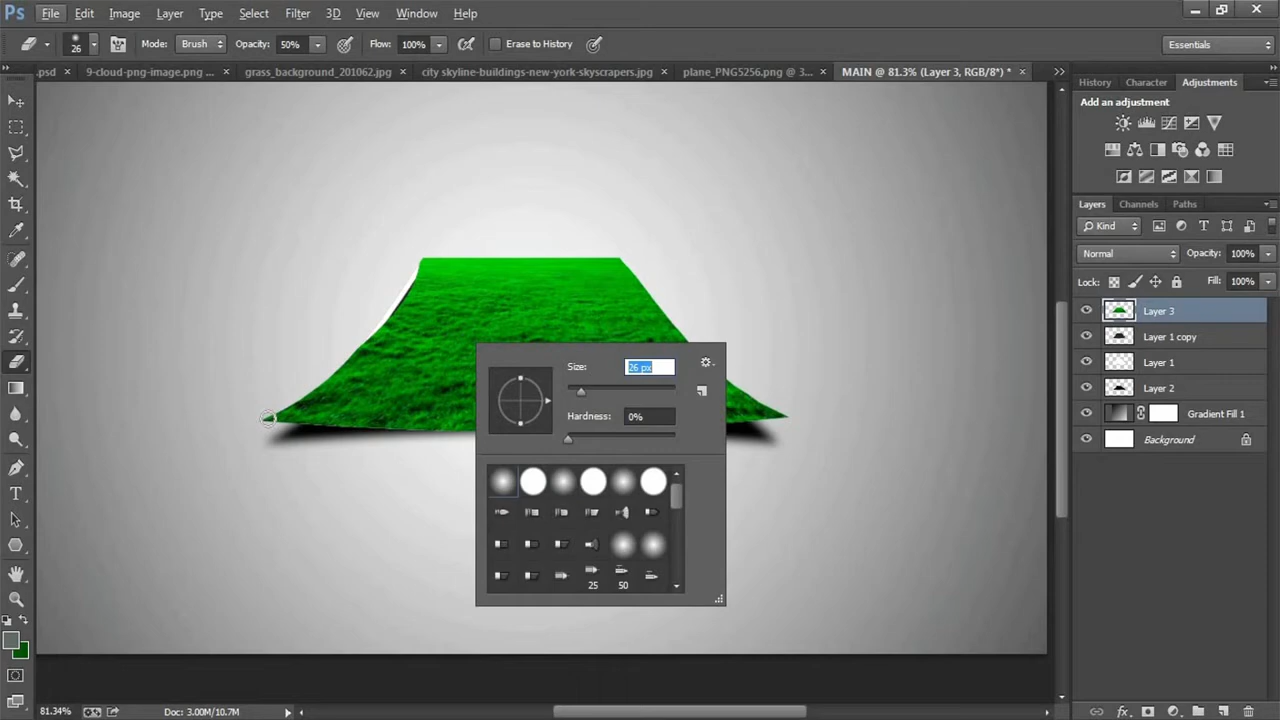 Ps File Edit Image Layer Type Select Filter 3D View Window Help
26 Mode: Brush Opacity: 50% Flow: 100% Erase to History Essentials
.psd × 9-cloud-png-image.png ... × grass_background_201062.jpg × city skyline-buildings-new-york-skyscrapers.jpg × plane_PNG5256.png @ 3... × MAIN @ 81.3% (Layer 3, RGB/8*) * ×
History Character Adjustments
Add an adjustment
Layers Channels Paths
Kind
Normal Opacity: 100%
Lock: Fill: 100%
Layer 3
Layer 1 copy
Layer 1
Layer 2
Gradient Fill 1
Background
Size: 26 px
Hardness: 0%
25 50
81.34% Doc: 3.00M/10.7M